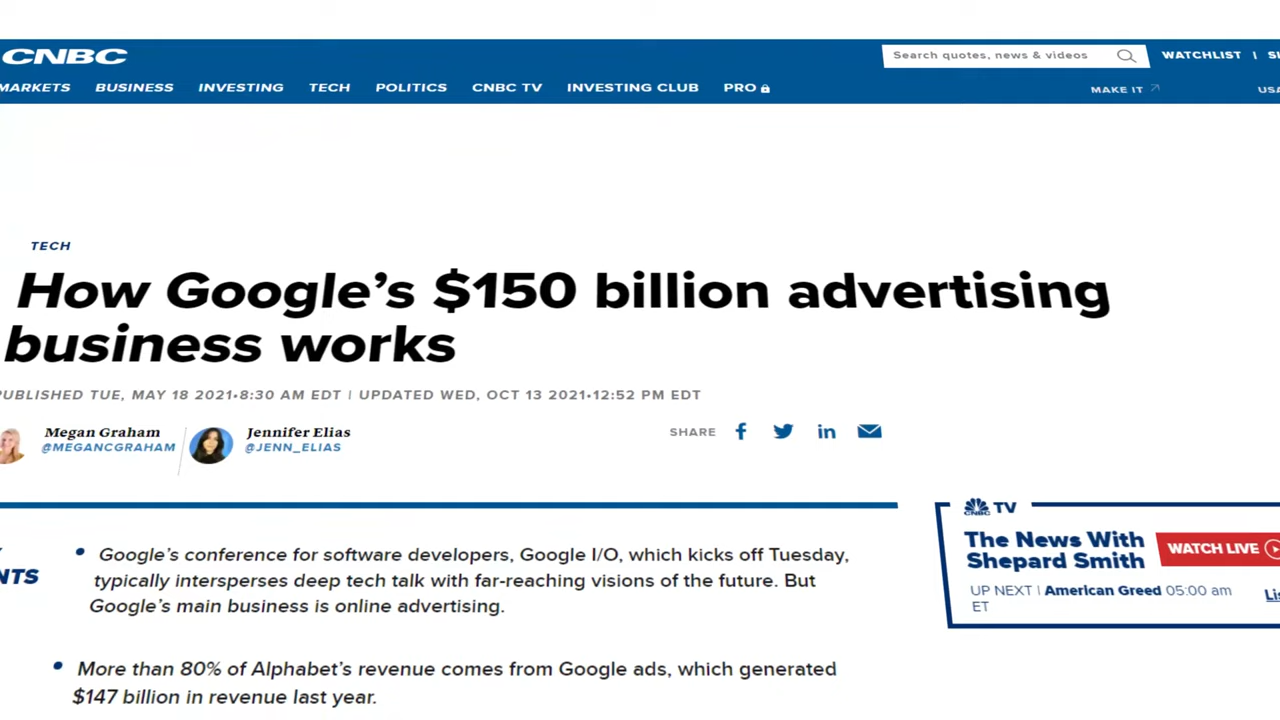 CNBC
Search quotes, news & videos
WATCHLIST |
MARKETS BUSINESS INVESTING TECH POLITICS CNBC TV INVESTING CLUB PRO
MAKE IT
USA
TECH
How Google's $150 billion advertising
business works
PUBLISHED TUE, MAY 18 2021•8:30 AM EDT | UPDATED WED, OCT 13 2021•12:52 PM EDT
Megan Graham
@MEGANCGRAHAM
Jennifer Elias
@JENN_ELIAS
SHARE
• Google's conference for software developers, Google I/O, which kicks off Tuesday,
typically intersperses deep tech talk with far-reaching visions of the future. But
Google's main business is online advertising.
• More than 80% of Alphabet's revenue comes from Google ads, which generated
$147 billion in revenue last year.
CNBC TV
The News With
Shepard Smith
WATCH LIVE
UP NEXT | American Greed 05:00 am
ET